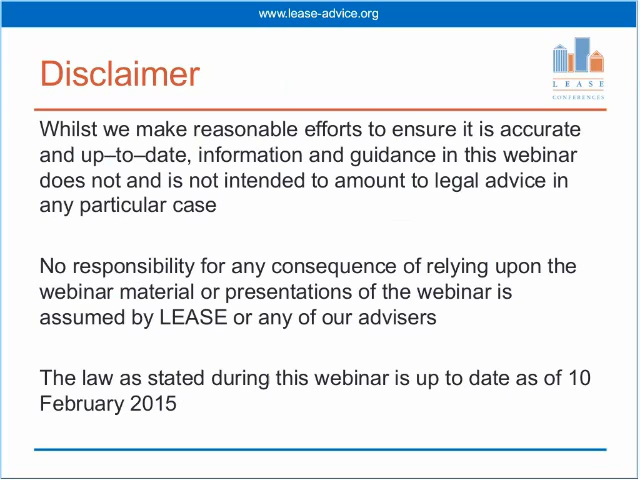 www.lease-advice.org
Disclaimer
LEASE
CONFERENCES
Whilst we make reasonable efforts to ensure it is accurate
and up–to–date, information and guidance in this webinar
does not and is not intended to amount to legal advice in
any particular case
No responsibility for any consequence of relying upon the
webinar material or presentations of the webinar is
assumed by LEASE or any of our advisers
The law as stated during this webinar is up to date as of 10
February 2015